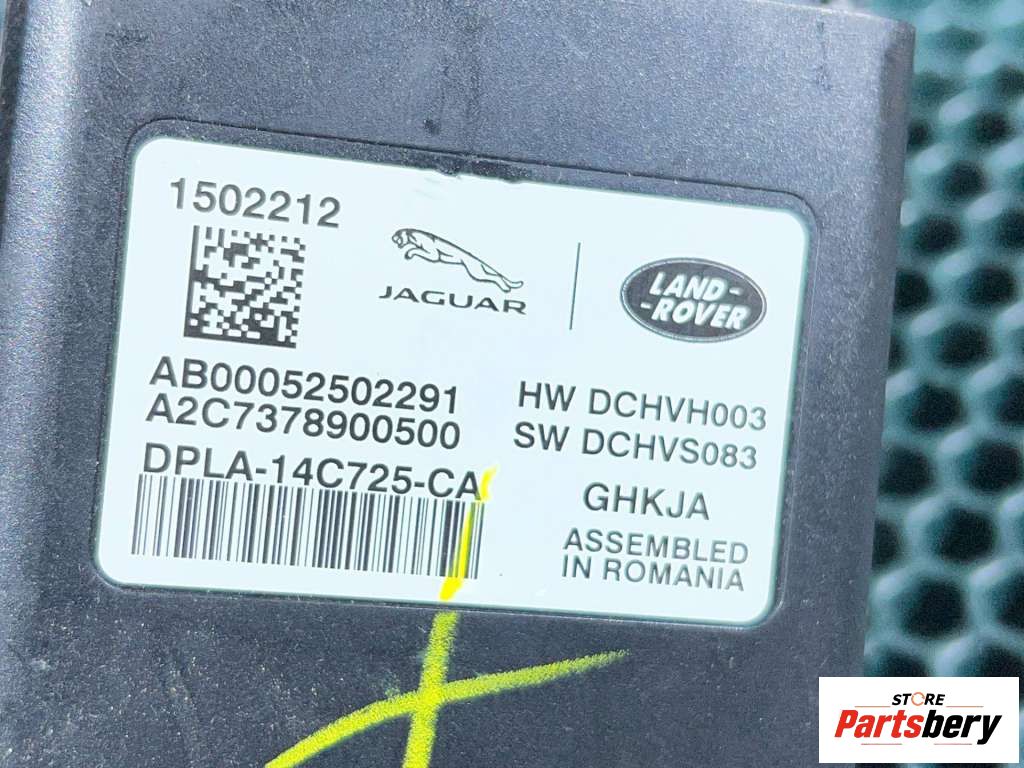 1502212
JAGUAR
LAND-
-ROVER
AB00052502291
A2C7378900500
DPLA-14C725-CA
HW DCHVH003
SW DCHVS083
GHKJA
ASSEMBLED
IN ROMANIA
STORE
Partsbery